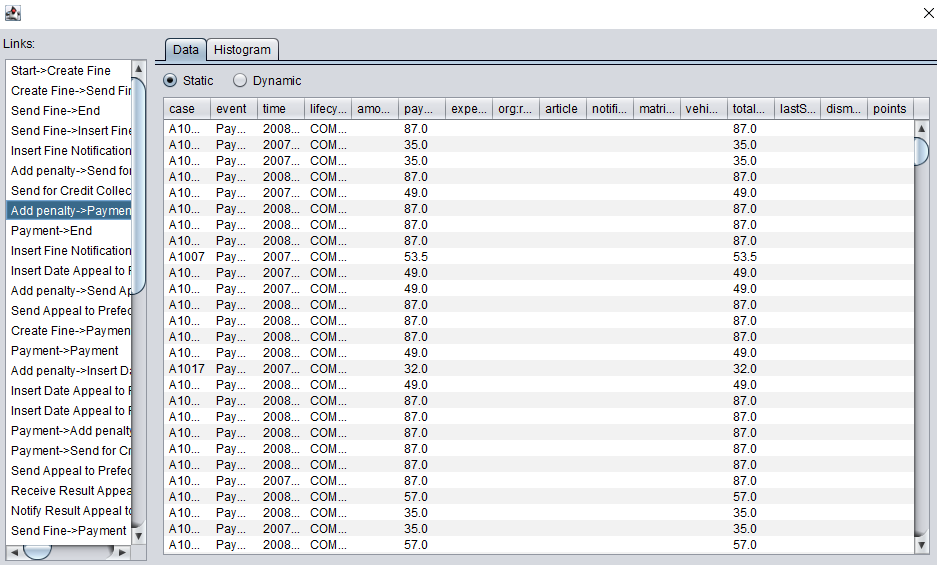 Links:
Start->Create Fine
Create Fine->Send Fin
Send Fine->End
Send Fine->Insert Fine
Insert Fine Notification
Add penalty->Send for
Send for Credit Collec
Add penalty->Paymen
Payment->End
Insert Fine Notification
Insert Date Appeal to P
Add penalty->Send Ap
Send Appeal to Prefec
Create Fine->Paymen
Payment->Payment
Add penalty->Insert Da
Insert Date Appeal to P
Insert Date Appeal to P
Payment->Add penalty
Payment->Send for Cr
Send Appeal to Prefec
Receive Result Appea
Notify Result Appeal to
Send Fine->Payment
Data Histogram
Static Dynamic
case event time lifecy... amo... pay... expe... org:r... article notifi... matri... vehi... total... lastS... dism... points
A10... Pay... 2008... COM... 87.0 87.0
A10... Pay... 2007... COM... 35.0 35.0
A10... Pay... 2007... COM... 35.0 35.0
A10... Pay... 2008... COM... 87.0 87.0
A10... Pay... 2007... COM... 49.0 49.0
A10... Pay... 2008... COM... 87.0 87.0
A10... Pay... 2008... COM... 87.0 87.0
A10... Pay... 2008... COM... 87.0 87.0
A1007 Pay... 2007... COM... 53.5 53.5
A10... Pay... 2007... COM... 49.0 49.0
A10... Pay... 2007... COM... 49.0 49.0
A10... Pay... 2008... COM... 87.0 87.0
A10... Pay... 2008... COM... 87.0 87.0
A10... Pay... 2008... COM... 87.0 87.0
A10... Pay... 2008... COM... 49.0 49.0
A1017 Pay... 2007... COM... 32.0 32.0
A10... Pay... 2008... COM... 49.0 49.0
A10... Pay... 2008... COM... 87.0 87.0
A10... Pay... 2008... COM... 87.0 87.0
A10... Pay... 2008... COM... 87.0 87.0
A10... Pay... 2008... COM... 87.0 87.0
A10... Pay... 2008... COM... 87.0 87.0
A10... Pay... 2008... COM... 87.0 87.0
A10... Pay... 2008... COM... 57.0 57.0
A10... Pay... 2008... COM... 35.0 35.0
A10... Pay... 2007... COM... 35.0 35.0
A10... Pay... 2008... COM... 57.0 57.0